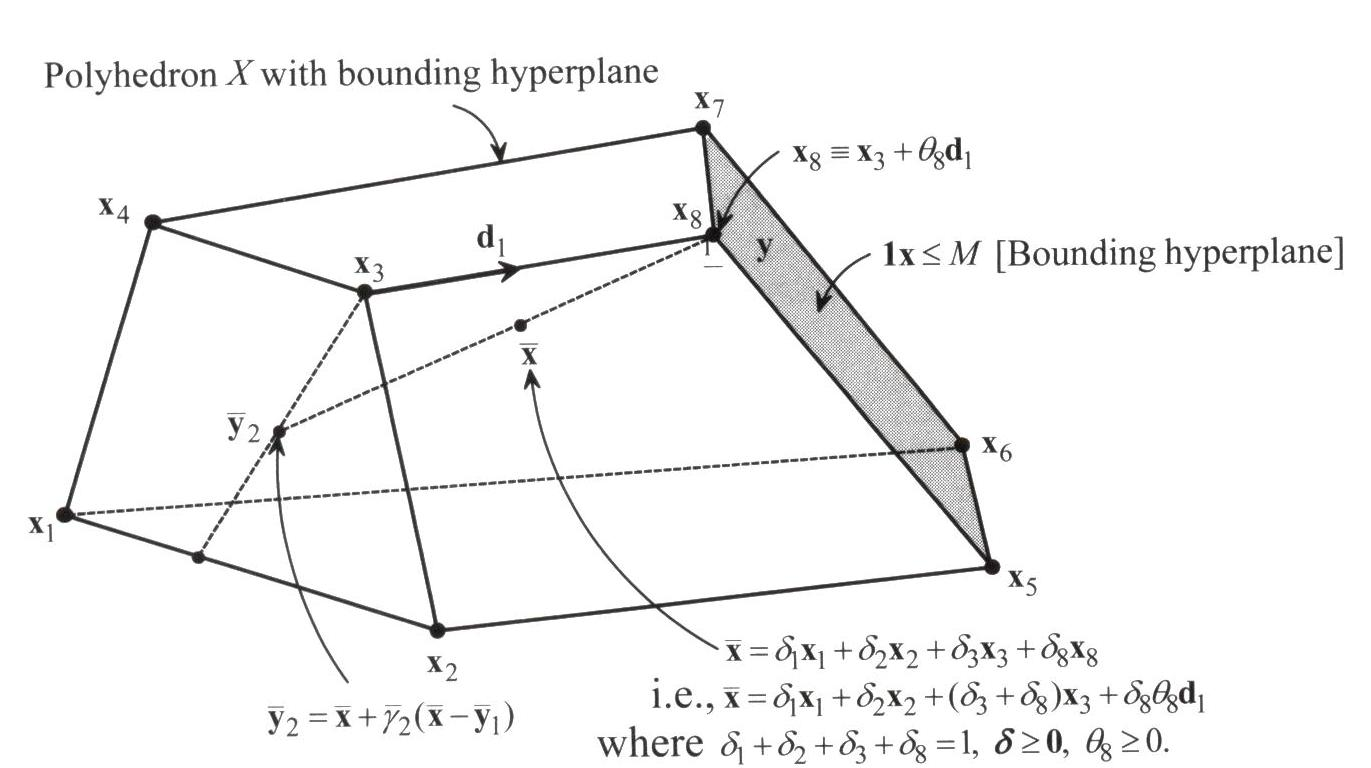 Polyhedron X with bounding hyperplane
x₇
x₈ ≡ x₃ + θ₈d₁
x₄
x₈
d₁
x₃
y
1x ≤ M [Bounding hyperplane]
x̄
ȳ₂
x₆
x₁
x₅
x₂
x̄ = δ₁x₁ + δ₂x₂ + δ₃x₃ + δ₈x₈
i.e., x̄ = δ₁x₁ + δ₂x₂ + (δ₃ + δ₈)x₃ + δ₈θ₈d₁
ȳ₂ = x̄ + γ̄₂(x̄ − ȳ₁)
where δ₁ + δ₂ + δ₃ + δ₈ = 1, δ ≥ 0, θ₈ ≥ 0.